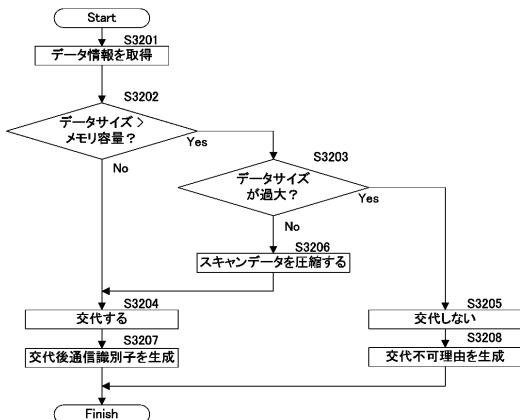 Start
S3201
データ情報を取得
S3202
データサイズ >
メモリ容量?
Yes
No
S3203
データサイズ
が過大?
Yes
No
S3206
スキャンデータを圧縮する
S3204
交代する
S3205
交代しない
S3207
交代後通信識別子を生成
S3208
交代不可理由を生成
Finish